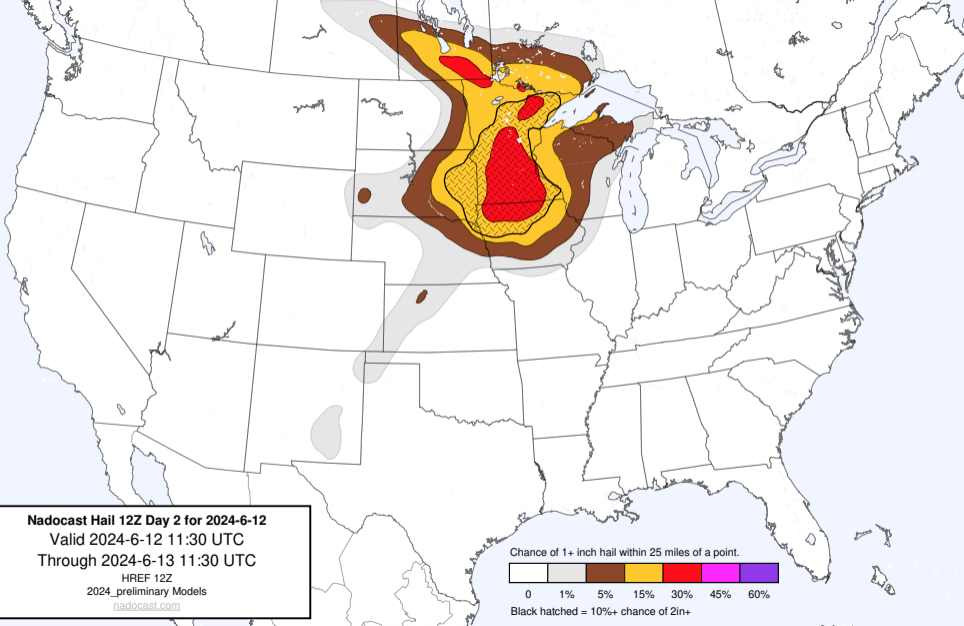 Nadocast Hail 12Z Day 2 for 2024-6-12
Valid 2024-6-12 11:30 UTC
Through 2024-6-13 11:30 UTC
HREF 12Z
2024_preliminary Models
nadocast.com
Chance of 1+ inch hail within 25 miles of a point.
0 1% 5% 15% 30% 45% 60%
Black hatched = 10%+ chance of 2in+